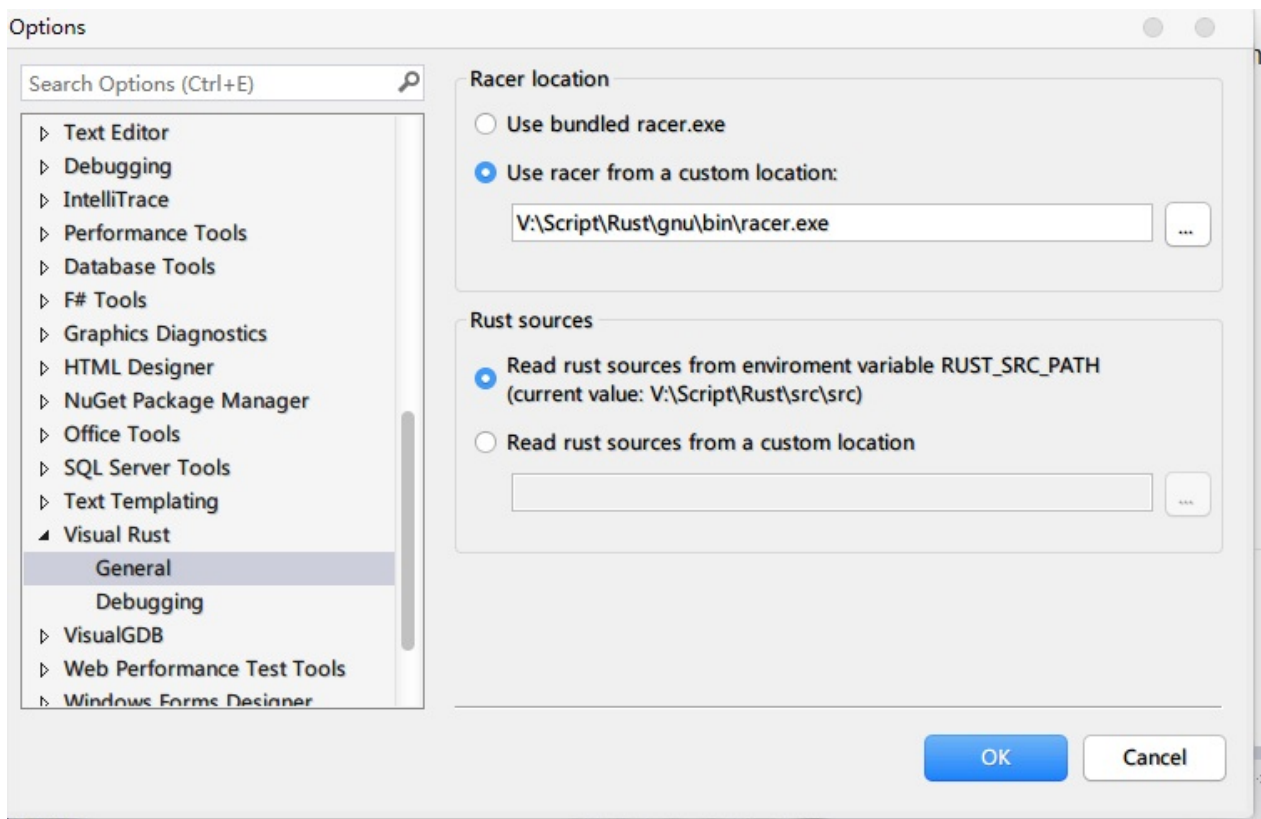 Options
Search Options (Ctrl+E)
Text Editor
Debugging
IntelliTrace
Performance Tools
Database Tools
F# Tools
Graphics Diagnostics
HTML Designer
NuGet Package Manager
Office Tools
SQL Server Tools
Text Templating
Visual Rust
General
Debugging
VisualGDB
Web Performance Test Tools
Windows Forms Designer
Racer location
Use bundled racer.exe
Use racer from a custom location:
V:\Script\Rust\gnu\bin\racer.exe
...
Rust sources
Read rust sources from enviroment variable RUST_SRC_PATH
(current value: V:\Script\Rust\src\src)
Read rust sources from a custom location
...
OK
Cancel